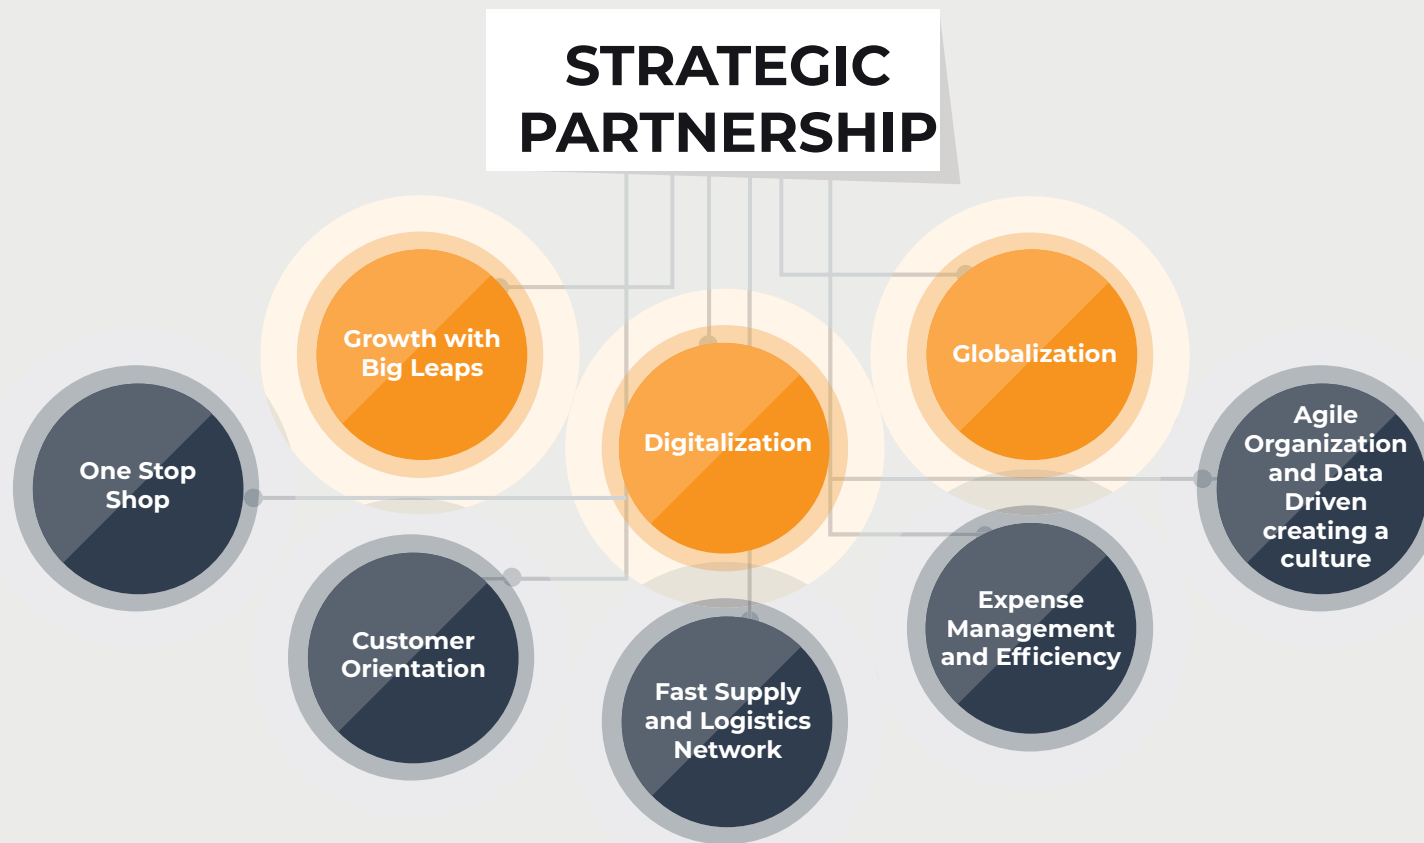 STRATEGIC
PARTNERSHIP
Growth with
Big Leaps
Digitalization
Globalization
One Stop
Shop
Customer
Orientation
Fast Supply
and Logistics
Network
Expense
Management
and Efficiency
Agile
Organization
and Data
Driven
creating a
culture